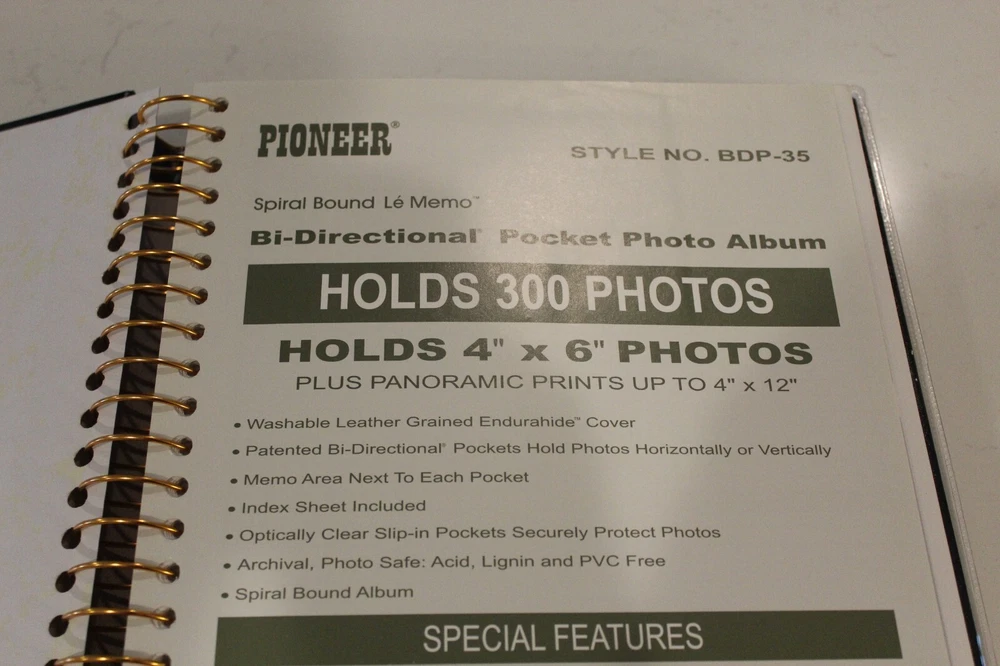 PIONEER®
STYLE NO. BDP-35
Spiral Bound Lé Memo™
Bi-Directional® Pocket Photo Album
HOLDS 300 PHOTOS
HOLDS 4" x 6" PHOTOS
PLUS PANORAMIC PRINTS UP TO 4" x 12"
• Washable Leather Grained Endurahide™ Cover
• Patented Bi-Directional® Pockets Hold Photos Horizontally or Vertically
• Memo Area Next To Each Pocket
• Index Sheet Included
• Optically Clear Slip-in Pockets Securely Protect Photos
• Archival, Photo Safe: Acid, Lignin and PVC Free
• Spiral Bound Album
SPECIAL FEATURES